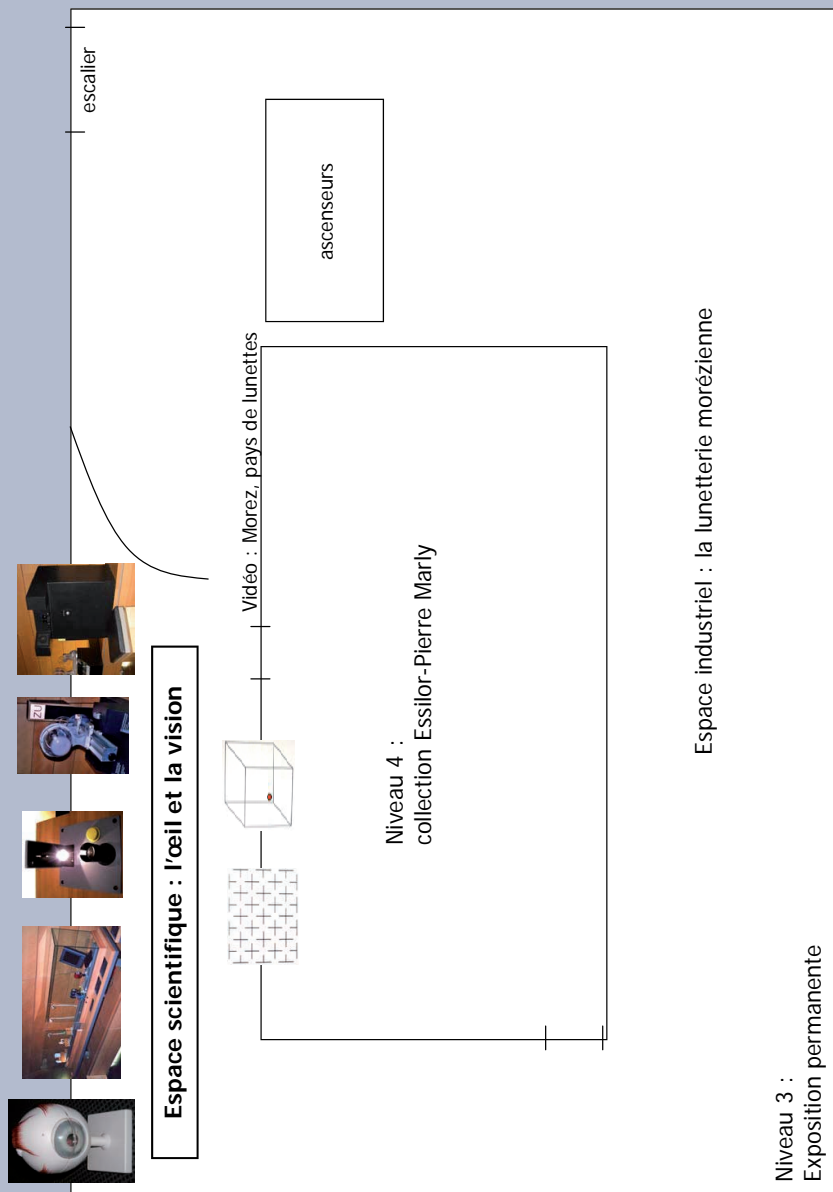 escalier
ascenseurs
Vidéo : Morez, pays de lunettes
ZU
Espace scientifique : l'œil et la vision
Niveau 4 :
collection Essilor-Pierre Marly
Espace industriel : la lunetterie morézienne
Niveau 3 :
Exposition permanente